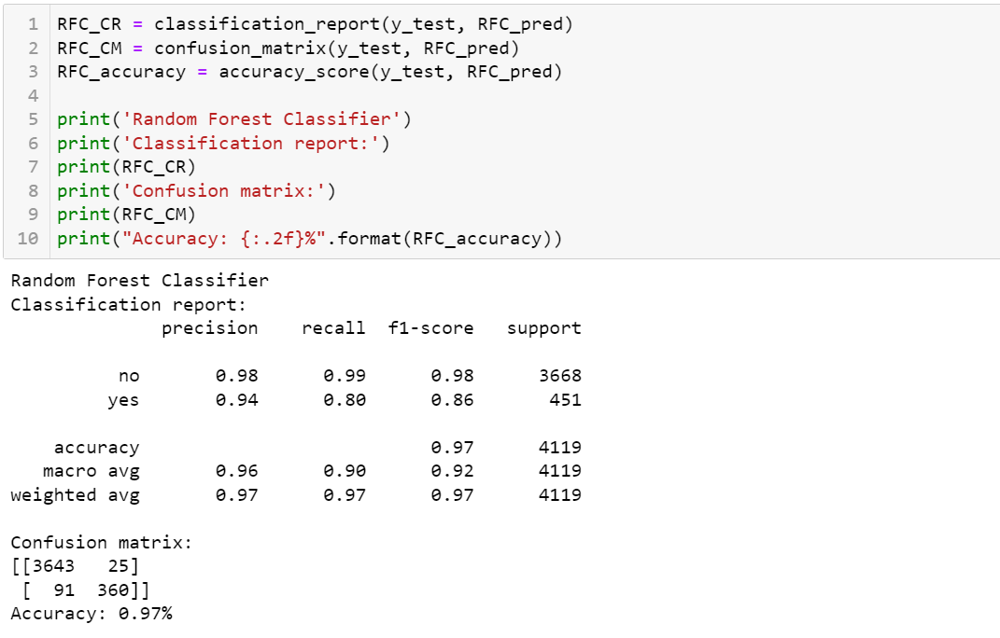 1 RFC_CR = classification_report(y_test, RFC_pred)
2 RFC_CM = confusion_matrix(y_test, RFC_pred)
3 RFC_accuracy = accuracy_score(y_test, RFC_pred)
4
5 print('Random Forest Classifier')
6 print('Classification report:')
7 print(RFC_CR)
8 print('Confusion matrix:')
9 print(RFC_CM)
10 print("Accuracy: {:.2f}%".format(RFC_accuracy))
Random Forest Classifier
Classification report:
              precision    recall  f1-score   support

          no       0.98      0.99      0.98      3668
         yes       0.94      0.80      0.86       451

    accuracy                           0.97      4119
   macro avg       0.96      0.90      0.92      4119
weighted avg       0.97      0.97      0.97      4119

Confusion matrix:
[[3643   25]
 [  91  360]]
Accuracy: 0.97%